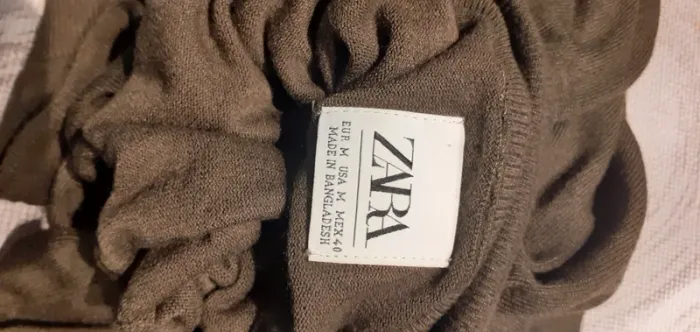 ZARA
EUR M USA M MEX 40
MADE IN BANGLADESH